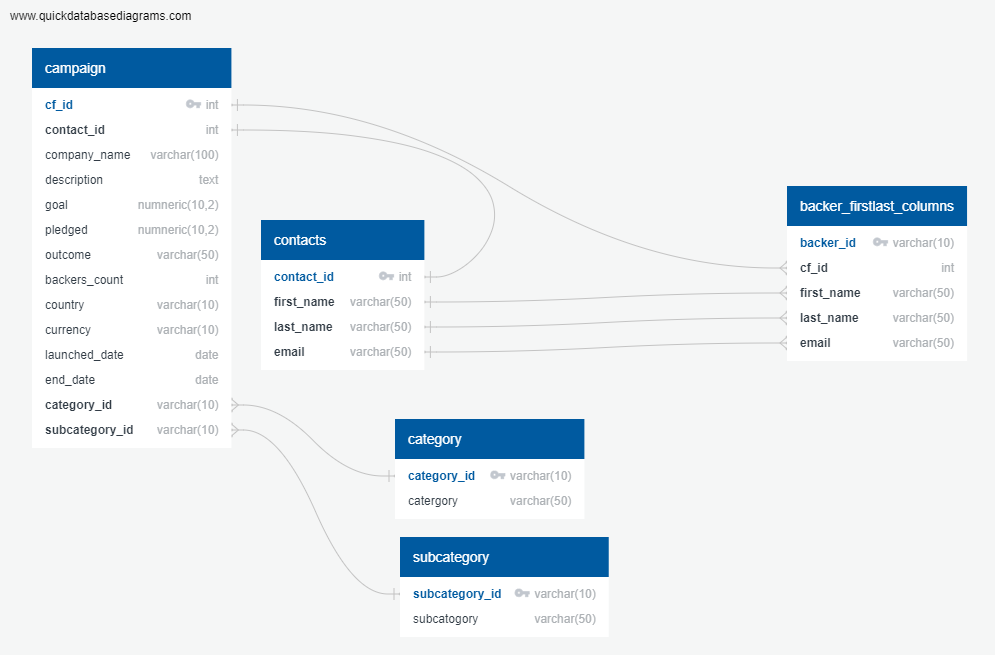 www.quickdatabasediagrams.com
campaign
cf_id int
contact_id int
company_name varchar(100)
description text
goal numneric(10,2)
pledged numneric(10,2)
outcome varchar(50)
backers_count int
country varchar(10)
currency varchar(10)
launched_date date
end_date date
category_id varchar(10)
subcategory_id varchar(10)
contacts
contact_id int
first_name varchar(50)
last_name varchar(50)
email varchar(50)
backer_firstlast_columns
backer_id varchar(10)
cf_id int
first_name varchar(50)
last_name varchar(50)
email varchar(50)
category
category_id varchar(10)
catergory varchar(50)
subcategory
subcategory_id varchar(10)
subcatogory varchar(50)